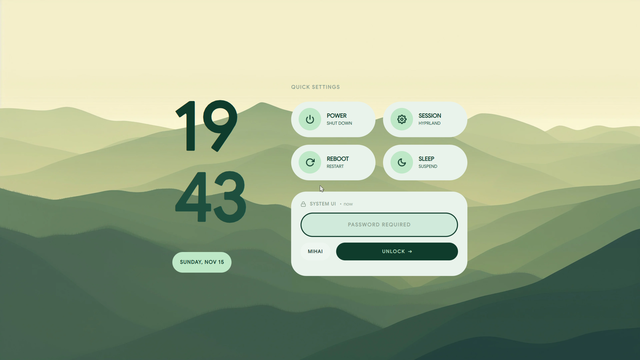 19
43
SUNDAY, NOV 15
QUICK SETTINGS
POWER
SHUT DOWN
SESSION
HYPRLAND
REBOOT
RESTART
SLEEP
SUSPEND
SYSTEM UI • now
PASSWORD REQUIRED
MIHAI
UNLOCK →